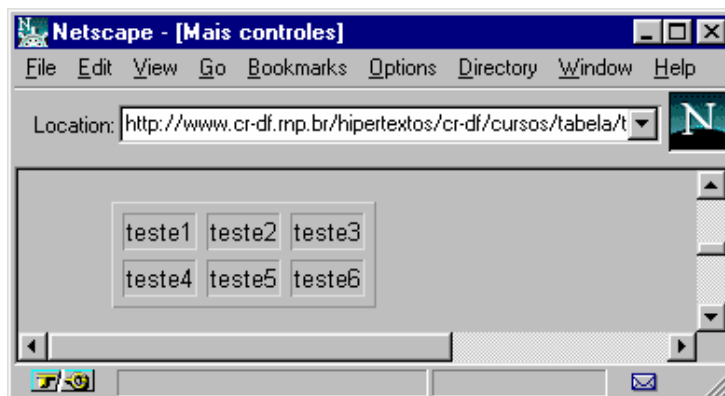 Netscape - [Mais controles]
File Edit View Go Bookmarks Options Directory Window Help
Location: http://www.cr-df.rnp.br/hipertextos/cr-df/cursos/tabela/t
N
teste1 teste2 teste3
teste4 teste5 teste6